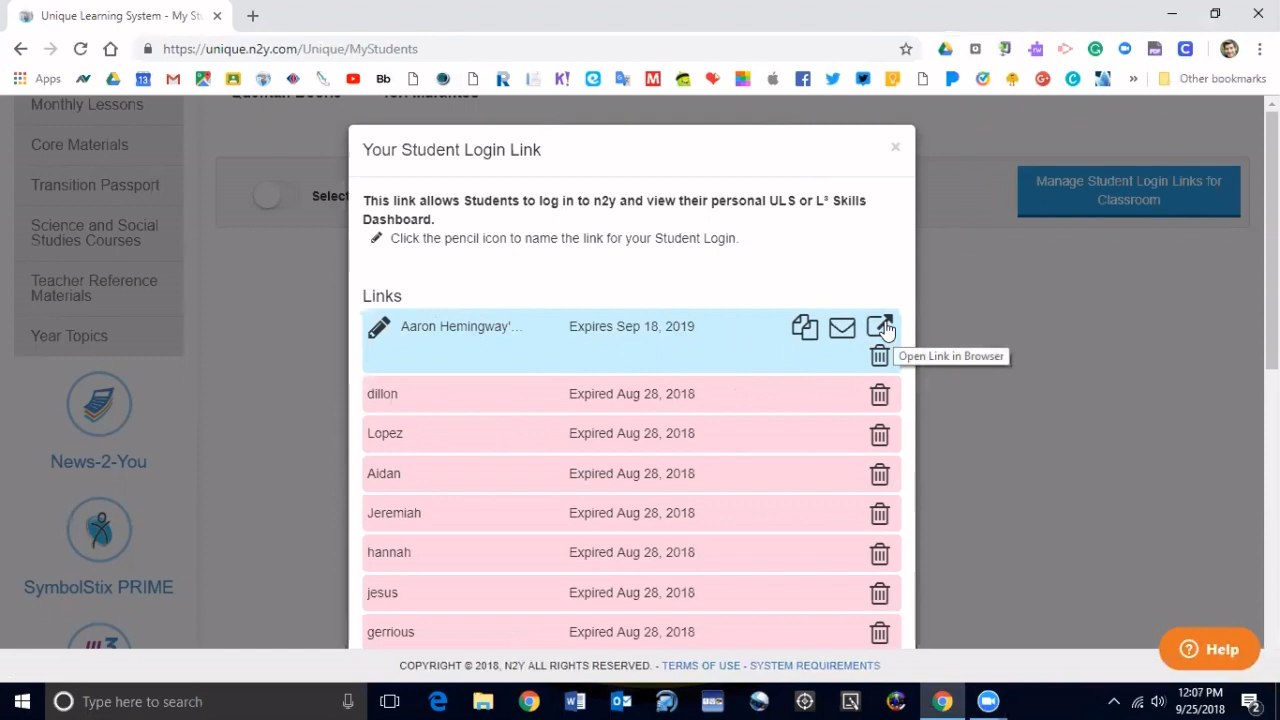 Unique Learning System - My St
https://unique.n2y.com/Unique/MyStudents
Apps
Bb
Other bookmarks
Monthly Lessons
Core Materials
Transition Passport
Science and Social
Studies Courses
Teacher Reference
Materials
Year Topics
News-2-You
SymbolStix PRIME
Select
Manage Student Login Links for
Classroom
Your Student Login Link
×
This link allows Students to log in to n2y and view their personal ULS or L³ Skills
Dashboard.
Click the pencil icon to name the link for your Student Login.
Links
Aaron Hemingway'... Expires Sep 18, 2019
Open Link in Browser
dillon Expired Aug 28, 2018
Lopez Expired Aug 28, 2018
Aidan Expired Aug 28, 2018
Jeremiah Expired Aug 28, 2018
hannah Expired Aug 28, 2018
jesus Expired Aug 28, 2018
gerrious Expired Aug 28, 2018
Help
COPYRIGHT © 2018, N2Y ALL RIGHTS RESERVED. - TERMS OF USE - SYSTEM REQUIREMENTS
Type here to search
12:07 PM
9/25/2018